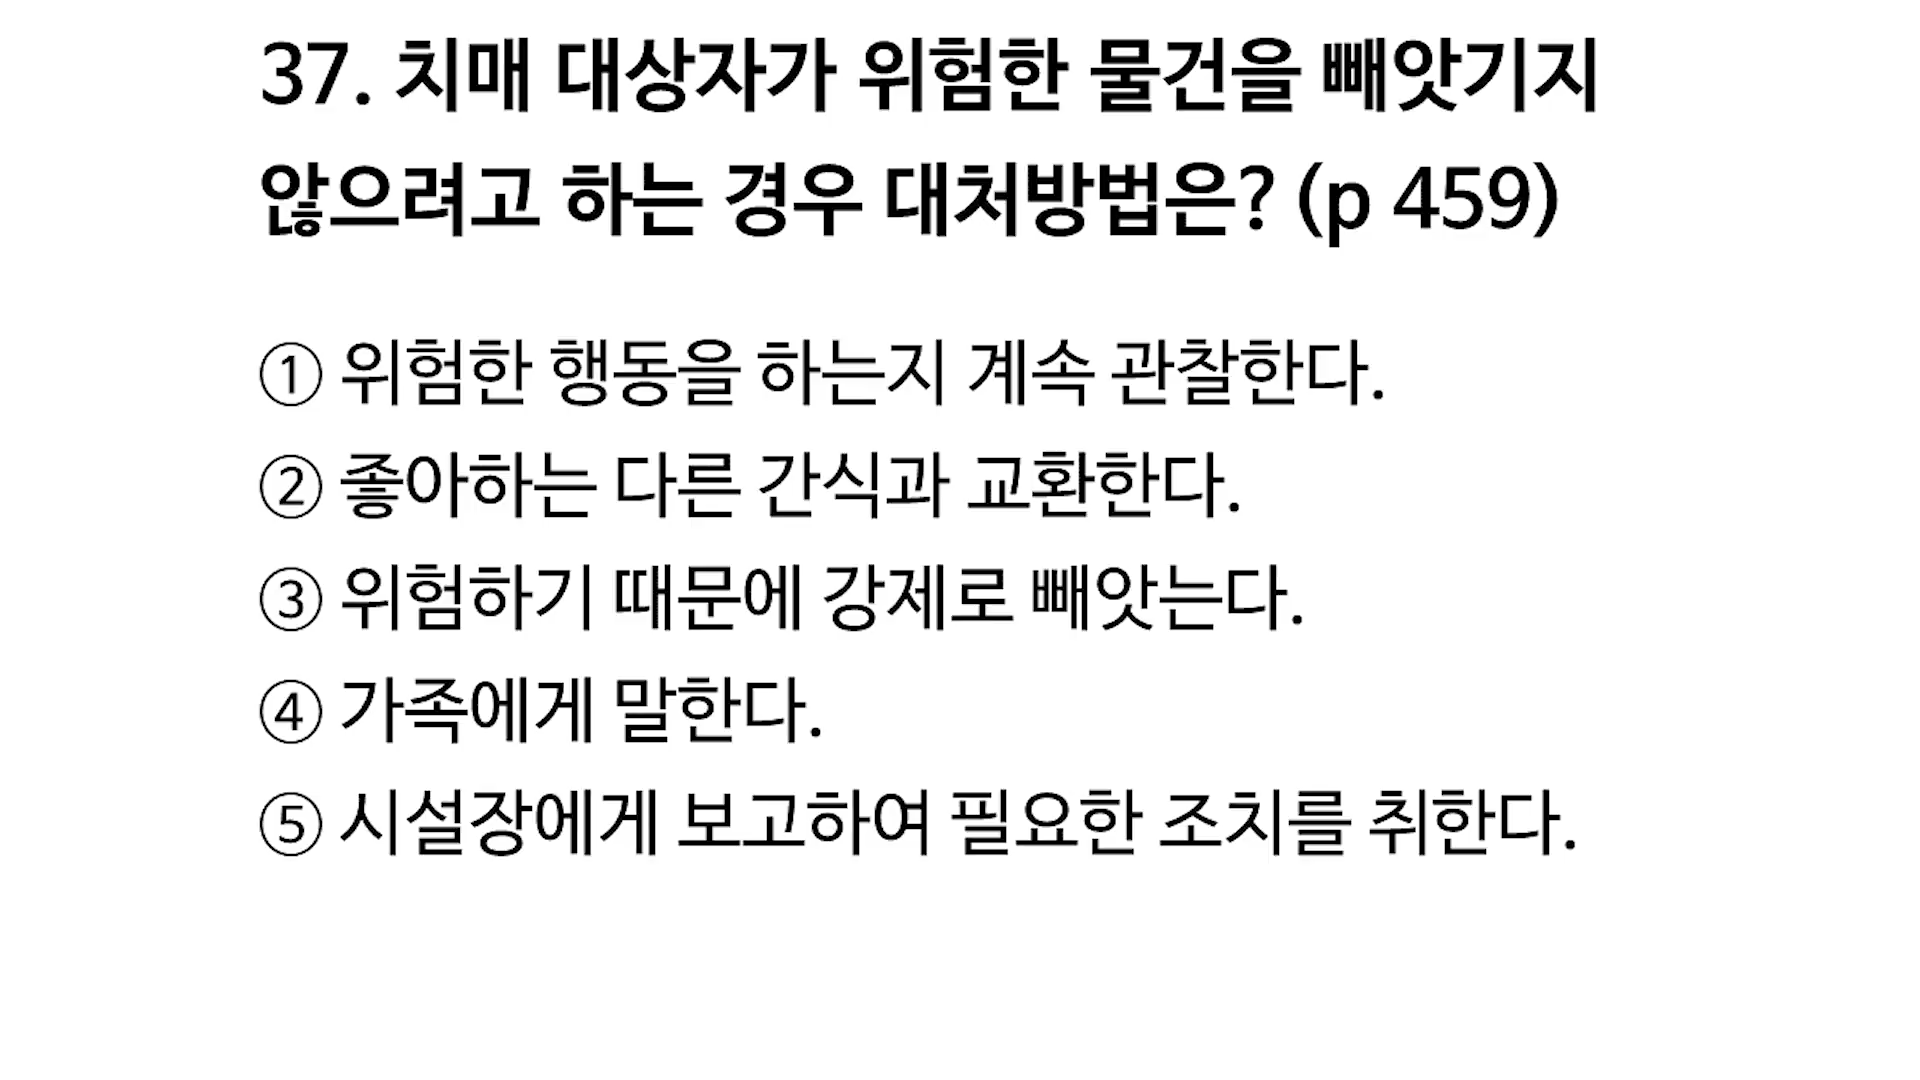 37. 치매 대상자가 위험한 물건을 빼앗기지
않으려고 하는 경우 대처방법은? (p 459)
① 위험한 행동을 하는지 계속 관찰한다.
② 좋아하는 다른 간식과 교환한다.
③ 위험하기 때문에 강제로 빼앗는다.
④ 가족에게 말한다.
⑤ 시설장에게 보고하여 필요한 조치를 취한다.